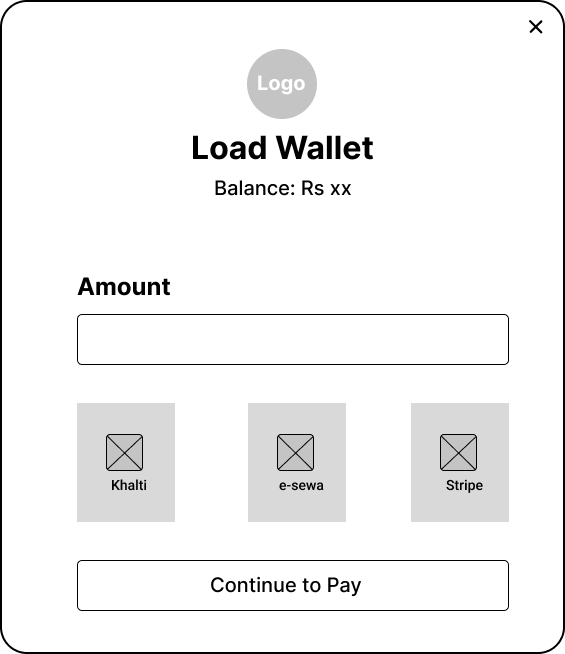 Logo
Load Wallet
Balance: Rs xx
Amount
Khalti
e-sewa
Stripe
Continue to Pay